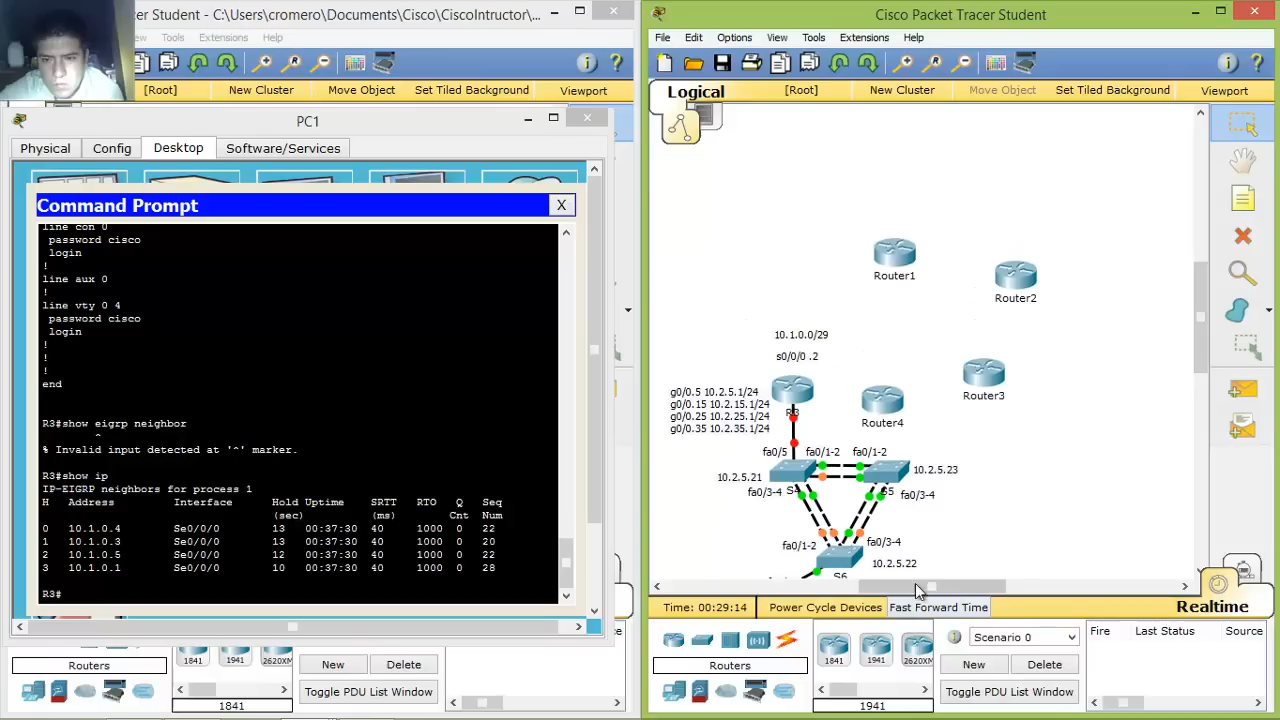 Tracer Student - C:\Users\cromero\Documents\Cisco\CiscoIntructor\...
Tools Extensions Help
[Root] New Cluster Move Object Set Tiled Background Viewport
PC1
Physical Config Desktop Software/Services
Command Prompt X
line con 0
password cisco
login
!
line aux 0
!
line vty 0 4
password cisco
login
!
!
!
end
R3#show eigrp neighbor
^
% Invalid input detected at '^' marker.
R3#show ip
IP-EIGRP neighbors for process 1
H Address Interface Hold Uptime SRTT RTO Q Seq
(sec) (ms) Cnt Num
0 10.1.0.4 Se0/0/0 13 00:37:30 40 1000 0 22
1 10.1.0.3 Se0/0/0 13 00:37:30 40 1000 0 20
2 10.1.0.5 Se0/0/0 12 00:37:30 40 1000 0 22
3 10.1.0.1 Se0/0/0 10 00:37:30 40 1000 0 28
R3#
Routers
1841 1941 2620XM
New Delete
Toggle PDU List Window
1841
Cisco Packet Tracer Student
File Edit Options View Tools Extensions Help
Logical [Root] New Cluster Move Object Set Tiled Background Viewport
Router1
Router2
10.1.0.0/29
s0/0/0 .2
Router3
g0/0.5 10.2.5.1/24
g0/0.15 10.2.15.1/24
g0/0.25 10.2.25.1/24
g0/0.35 10.2.35.1/24
R3
Router4
fa0/5 fa0/1-2 fa0/1-2
10.2.5.21 10.2.5.23
S4 S5
fa0/3-4 fa0/3-4
fa0/1-2 fa0/3-4
10.2.5.22
S6
Time: 00:29:14 Power Cycle Devices Fast Forward Time Realtime
Scenario 0
Fire Last Status Source
Routers
1841 1941 2620XM
New Delete
Toggle PDU List Window
1941